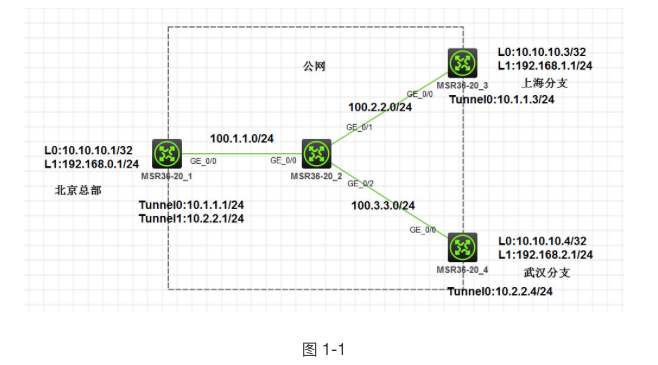 公网
L0:10.10.10.3/32
L1:192.168.1.1/24
上海分支
MSR36-20_3
GE_0/0
Tunnel0:10.1.1.3/24
100.2.2.0/24
GE_0/1
100.1.1.0/24
L0:10.10.10.1/32
L1:192.168.0.1/24
GE_0/0
GE_0/0
MSR36-20_1
MSR36-20_2
北京总部
GE_0/2
Tunnel0:10.1.1.1/24
Tunnel1:10.2.2.1/24
100.3.3.0/24
GE_0/0
L0:10.10.10.4/32
L1:192.168.2.1/24
MSR36-20_4
武汉分支
Tunnel0:10.2.2.4/24
图 1-1